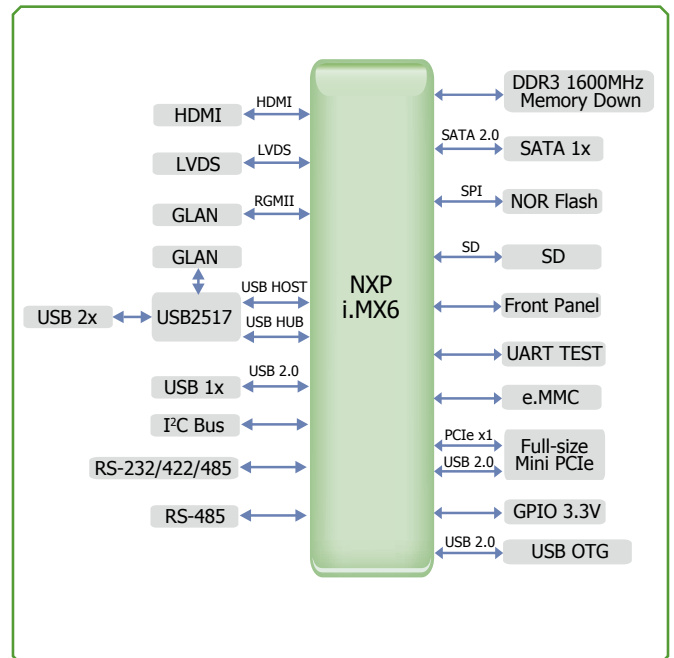 HDMI
HDMI
LVDS
LVDS
GLAN
RGMII
GLAN
USB 2x
USB2517
USB HOST
USB HUB
USB 1x
USB 2.0
I²C Bus
RS-232/422/485
RS-485
NXP
i.MX6
DDR3 1600MHz
Memory Down
SATA 2.0
SATA 1x
SPI
NOR Flash
SD
SD
Front Panel
UART TEST
e.MMC
PCIe x1
USB 2.0
Full-size
Mini PCIe
GPIO 3.3V
USB 2.0
USB OTG